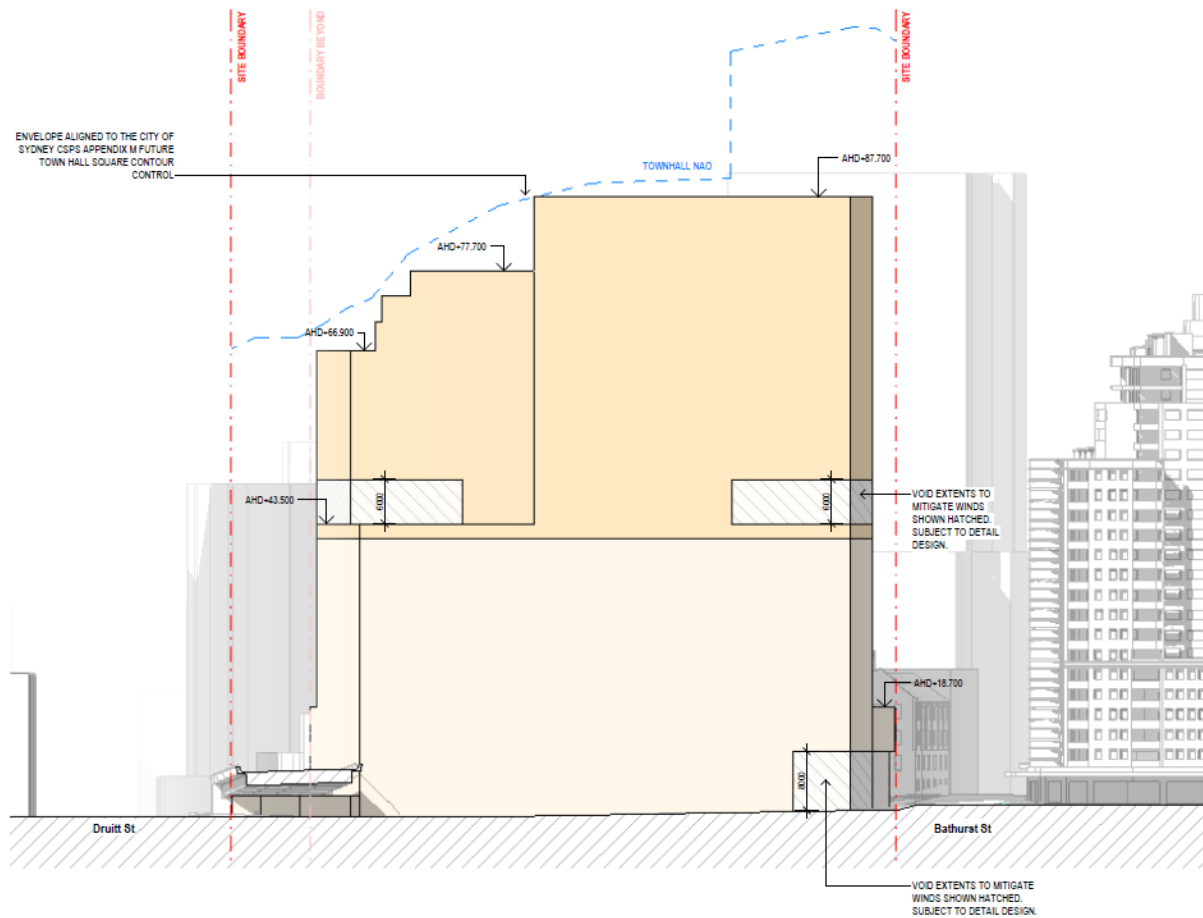 SITE BOUNDARY
BOUNDARY BEYOND
SITE BOUNDARY
ENVELOPE ALIGNED TO THE CITY OF
SYDNEY CSPS APPENDIX M FUTURE
TOWN HALL SQUARE CONTOUR
CONTROL
TOWNHALL NAO
AHD+87.700
AHD+77.700
AHD+66.900
AHD+43.500
6000
6000
VOID EXTENTS TO
MITIGATE WINDS
SHOWN HATCHED.
SUBJECT TO DETAIL
DESIGN.
AHD+18.700
8000
Druitt St
Bathurst St
VOID EXTENTS TO MITIGATE
WINDS SHOWN HATCHED.
SUBJECT TO DETAIL DESIGN.